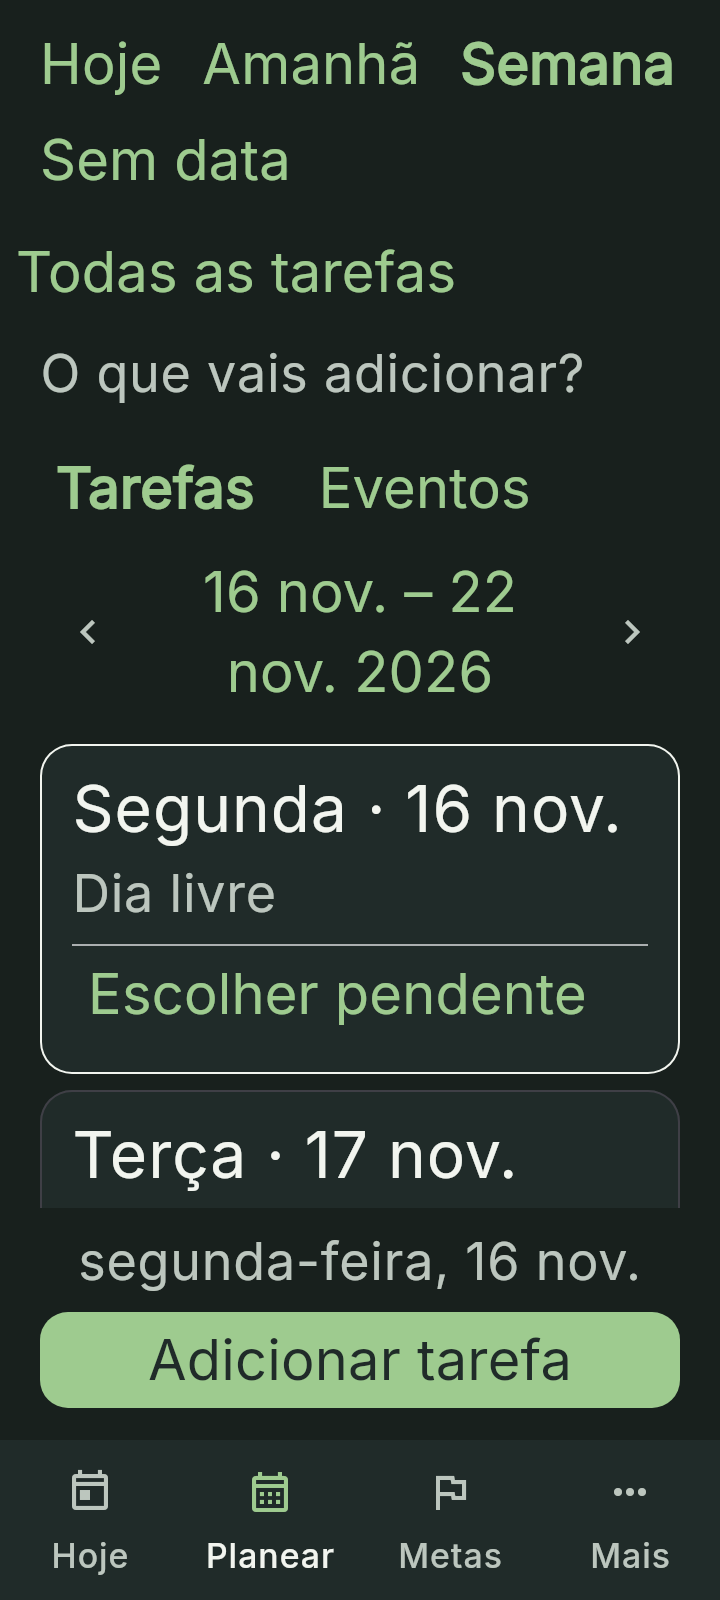 Hoje Amanhã Semana
Sem data
Todas as tarefas
O que vais adicionar?
Tarefas Eventos
16 nov. – 22
nov. 2026
Segunda · 16 nov.
Dia livre
Escolher pendente
Terça · 17 nov.
segunda-feira, 16 nov.
Adicionar tarefa
Hoje Planear Metas Mais